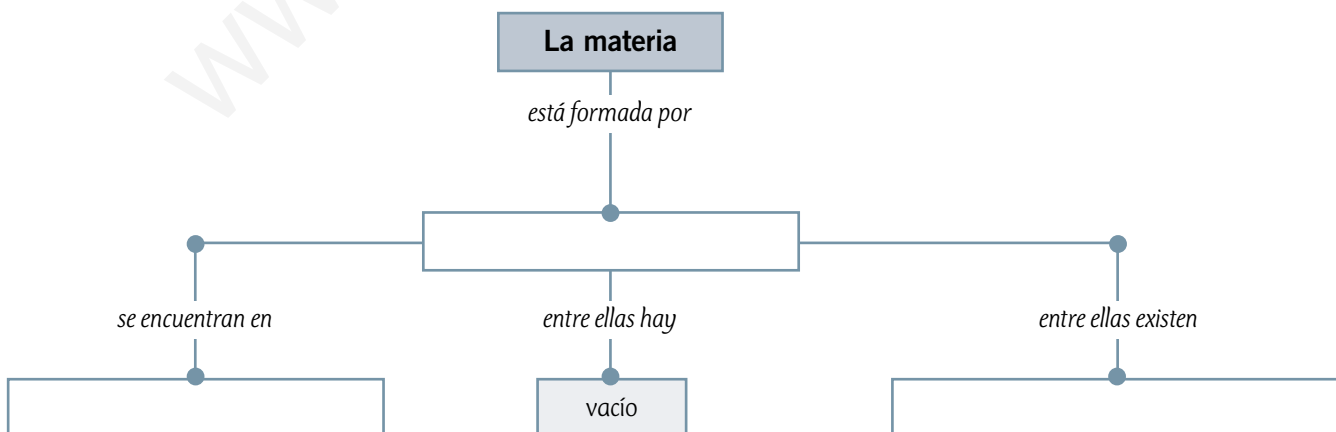 La materia
está formada por
se encuentran en
entre ellas hay
entre ellas existen
vacío